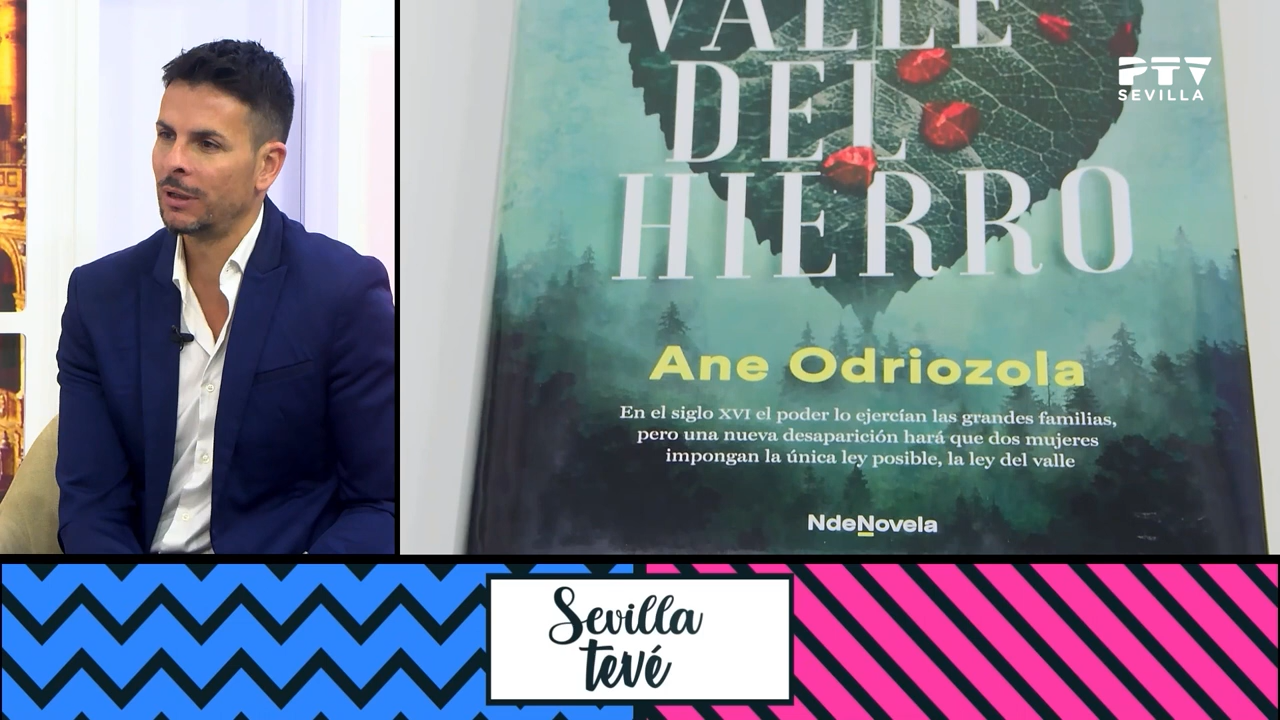 VALLE
DEL
HIERRO
PTV
SEVILLA
Ane Odriozola
En el siglo XVI el poder lo ejercían las grandes familias,
pero una nueva desaparición hará que dos mujeres
impongan la única ley posible, la ley del valle
NdeNovela
Sevilla
tevé